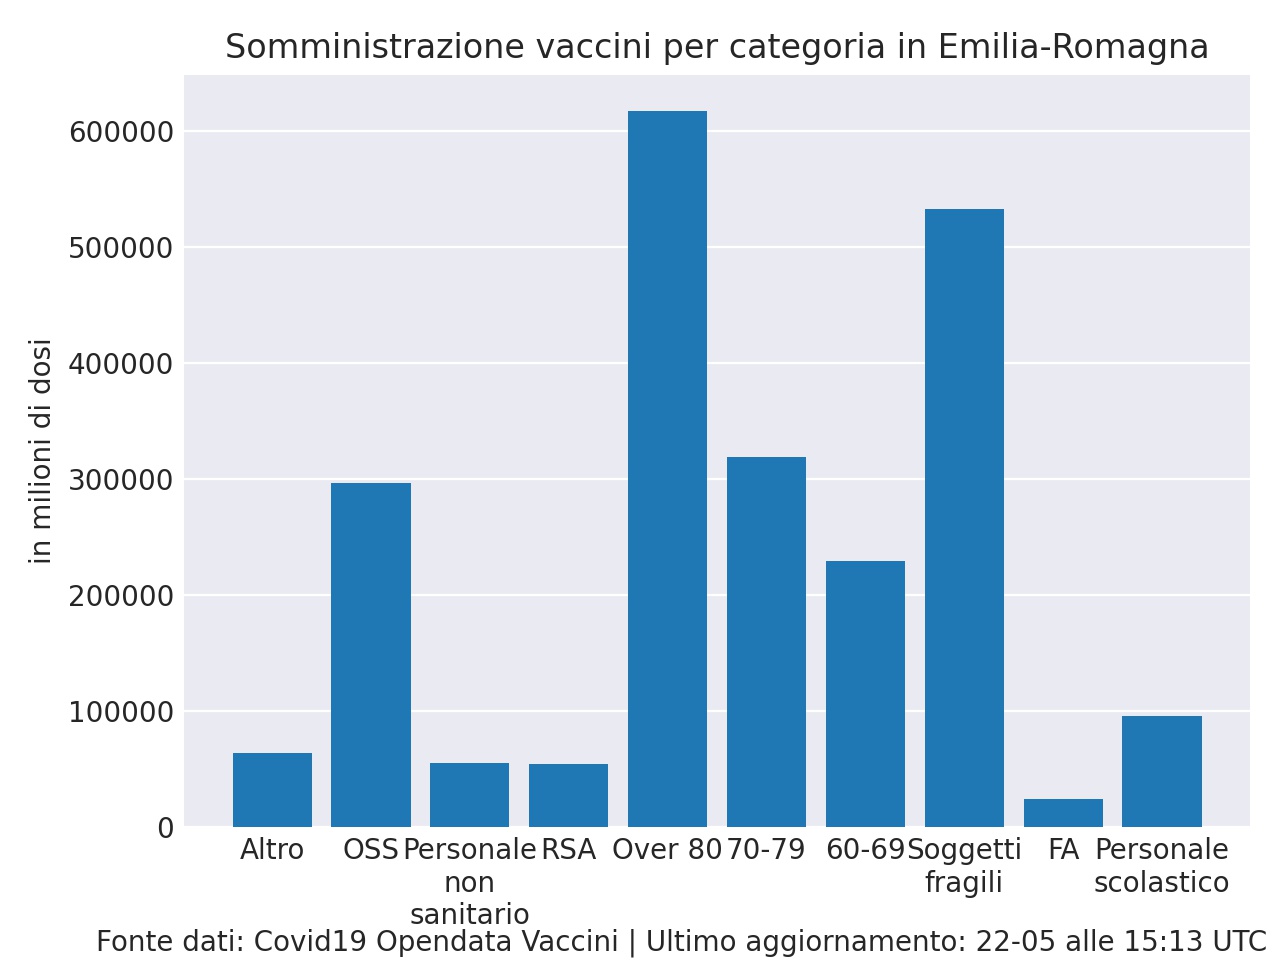 Somministrazione vaccini per categoria in Emilia-Romagna
in milioni di dosi
600000
500000
400000
300000
200000
100000
0
Altro
OSS
Personale
non
sanitario
RSA
Over 80
70-79
60-69
Soggetti
fragili
FA
Personale
scolastico
Fonte dati: Covid19 Opendata Vaccini | Ultimo aggiornamento: 22-05 alle 15:13 UTC